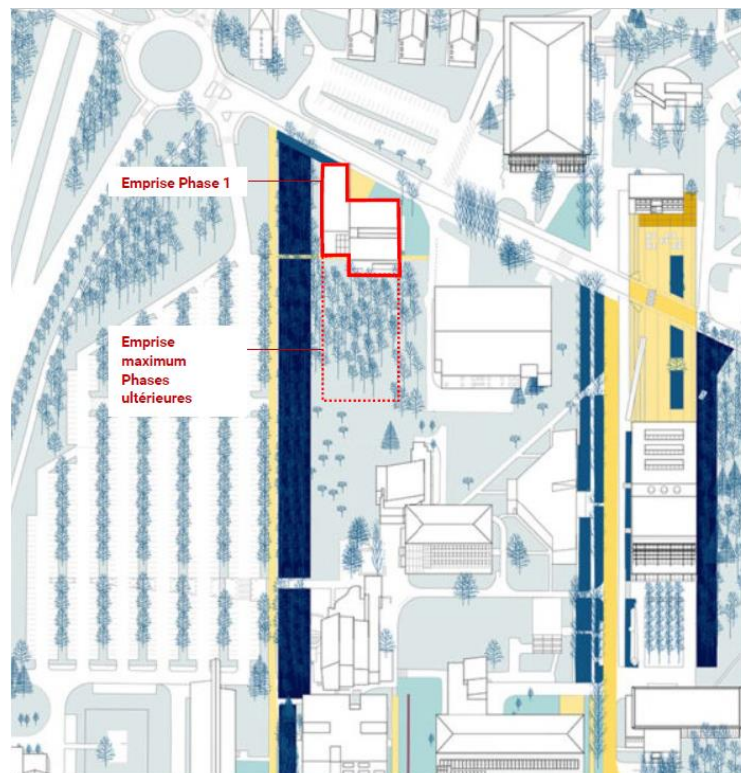 Emprise Phase 1
Emprise
maximum
Phases
ultérieures